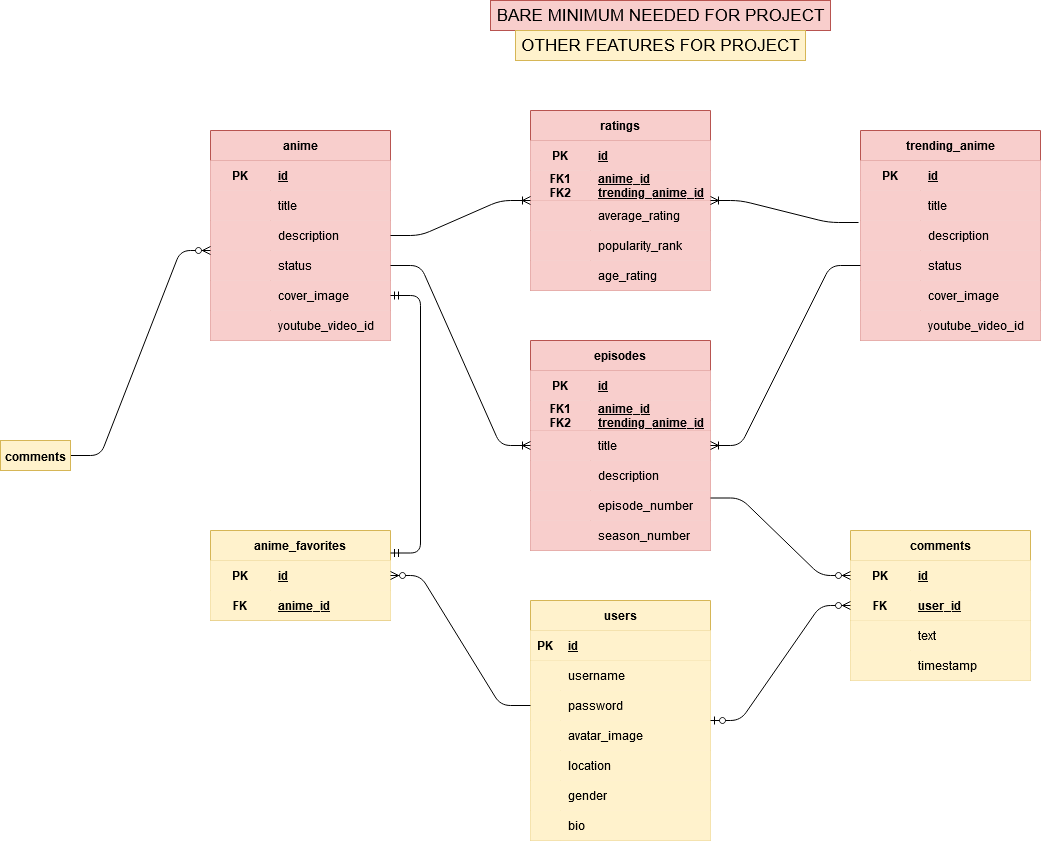 BARE MINIMUM NEEDED FOR PROJECT
OTHER FEATURES FOR PROJECT
anime
PK id
title
description
status
cover_image
youtube_video_id
ratings
PK id
FK1 anime_id
FK2 trending_anime_id
average_rating
popularity_rank
age_rating
trending_anime
PK id
title
description
status
cover_image
youtube_video_id
episodes
PK id
FK1 anime_id
FK2 trending_anime_id
title
description
episode_number
season_number
comments
anime_favorites
PK id
FK anime_id
users
PK id
username
password
avatar_image
location
gender
bio
comments
PK id
FK user_id
text
timestamp